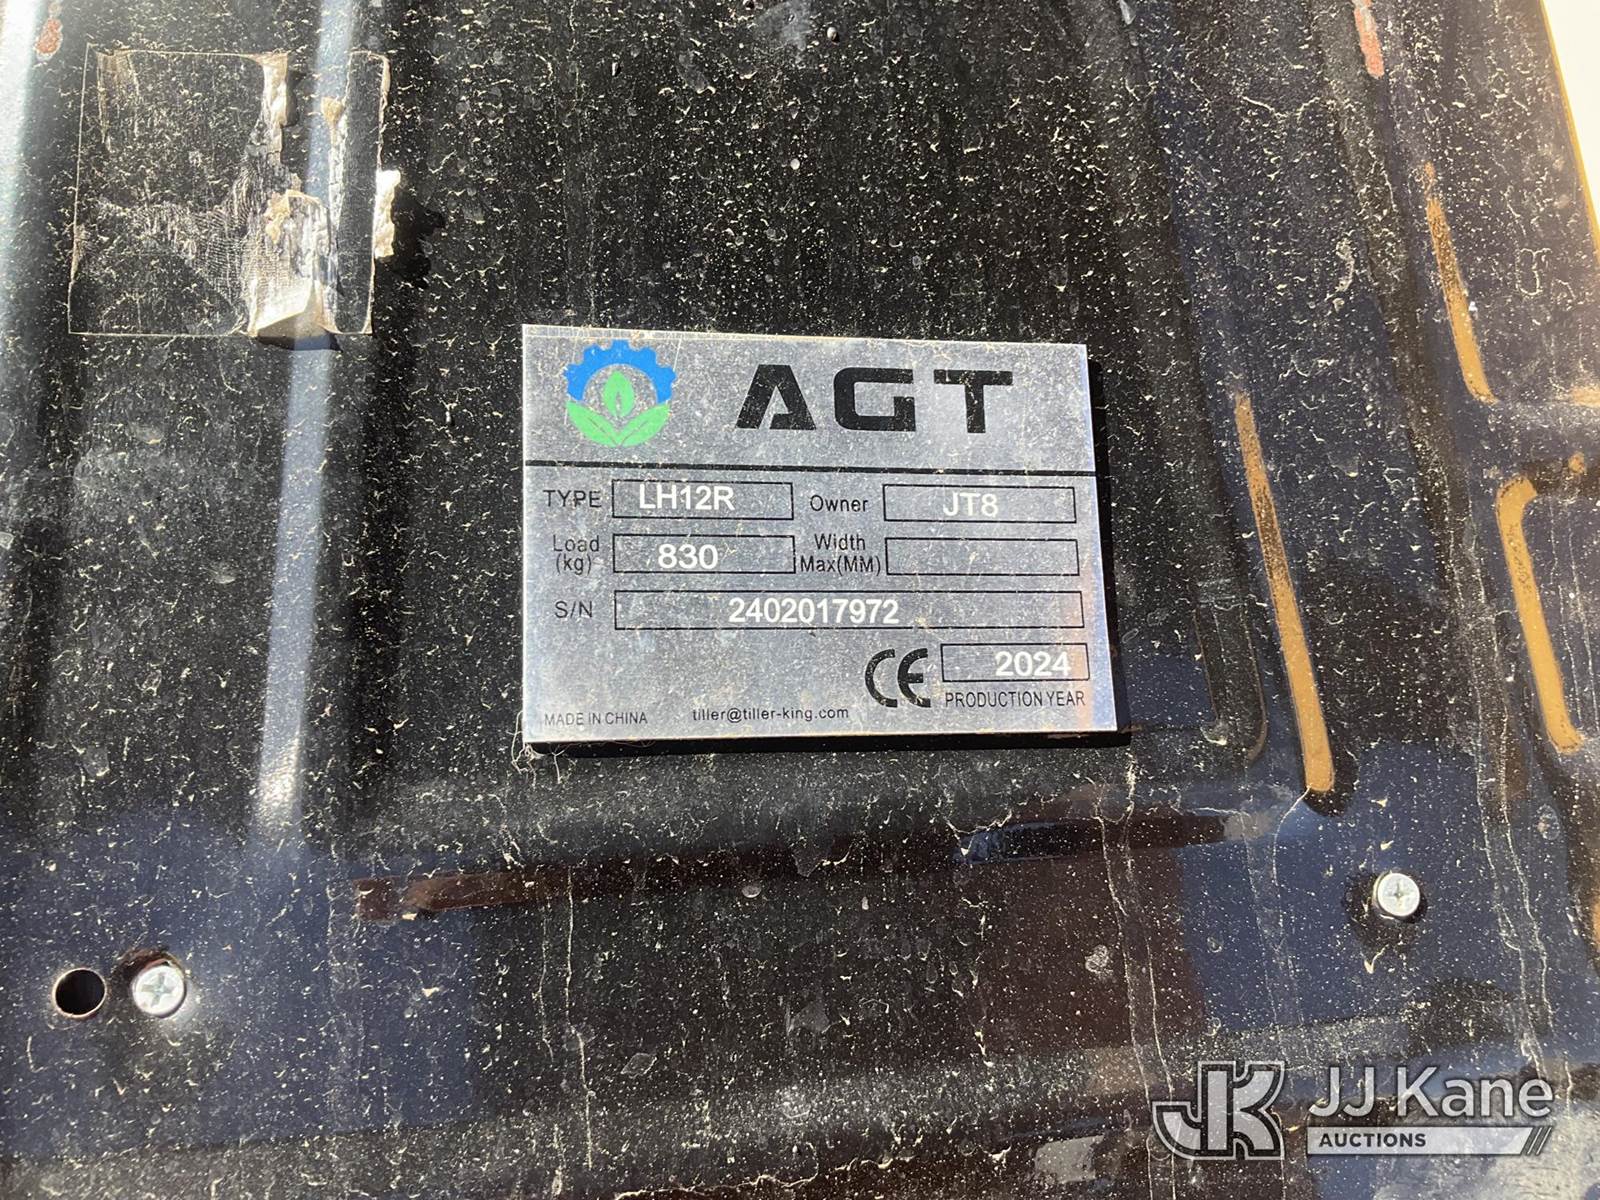 AGT
TYPE LH12R Owner JT8
Load (kg) 830 Width Max(MM)
S/N 2402017972
CE 2024
PRODUCTION YEAR
MADE IN CHINA tiller@tiller-king.com
JK JJ Kane
AUCTIONS